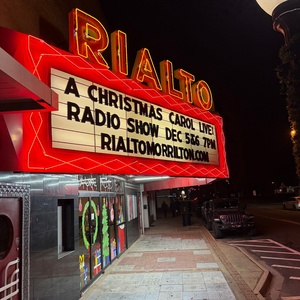 RIALTO
A CHRISTMAS CAROL LIVE!
RADIO SHOW DEC 5&6 7PM
RIALTOMORRILTON.COM